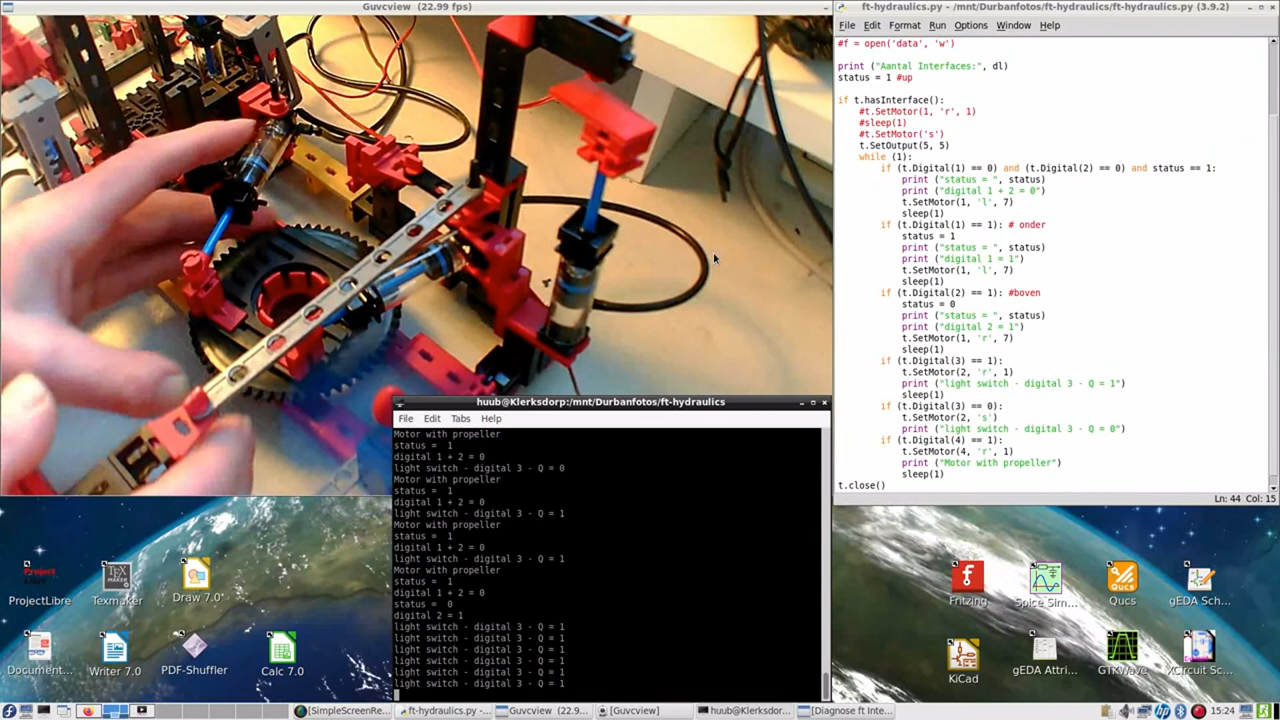 Guvcview (22.99 fps)
ft-hydraulics.py - /mnt/Durbanfotos/ft-hydraulics/ft-hydraulics.py (3.9.2)
File Edit Format Run Options Window Help
#f = open('data', 'w')
print ("Aantal Interfaces:", dl)
status = 1 #up
if t.hasInterface():
#t.SetMotor(1, 'r', 1)
#sleep(1)
#t.SetMotor('s')
t.SetOutput(5, 5)
while (1):
if (t.Digital(1) == 0) and (t.Digital(2) == 0) and status == 1:
print ("status = ", status)
print ("digital 1 + 2 = 0")
t.SetMotor(1, 'l', 7)
sleep(1)
if (t.Digital(1) == 1): # onder
status = 1
print ("status = ", status)
print ("digital 1 = 1")
t.SetMotor(1, 'l', 7)
sleep(1)
if (t.Digital(2) == 1): #boven
status = 0
print ("status = ", status)
print ("digital 2 = 1")
t.SetMotor(1, 'r', 7)
sleep(1)
if (t.Digital(3) == 1):
t.SetMotor(2, 'r', 1)
print ("light switch - digital 3 - Q = 1")
sleep(1)
if (t.Digital(3) == 0):
t.SetMotor(2, 's')
print ("light switch - digital 3 - Q = 0")
if (t.Digital(4) == 1):
t.SetMotor(4, 'r', 1)
print ("Motor with propeller")
sleep(1)
t.close()
Ln: 44 Col: 15
huub@Klerksdorp:/mnt/Durbanfotos/ft-hydraulics
File Edit Tabs Help
Motor with propeller
status = 1
digital 1 + 2 = 0
light switch - digital 3 - Q = 0
Motor with propeller
status = 1
digital 1 + 2 = 0
light switch - digital 3 - Q = 1
Motor with propeller
status = 1
digital 1 + 2 = 0
light switch - digital 3 - Q = 1
Motor with propeller
status = 1
digital 1 + 2 = 0
status = 0
digital 2 = 1
light switch - digital 3 - Q = 1
light switch - digital 3 - Q = 1
light switch - digital 3 - Q = 1
light switch - digital 3 - Q = 1
light switch - digital 3 - Q = 1
light switch - digital 3 - Q = 1
ProjectLibre Texmaker Draw 7.0
Document... Writer 7.0 PDF-Shuffler Calc 7.0
Fritzing Spice Sim... Qucs gEDA Sch...
KiCad gEDA Attri... GTKWave XCircuit Sc...
[SimpleScreenRe... ft-hydraulics.py -... Guvcview (22.9... [Guvcview] huub@Klerksdor... [Diagnose ft Inte... 15:24